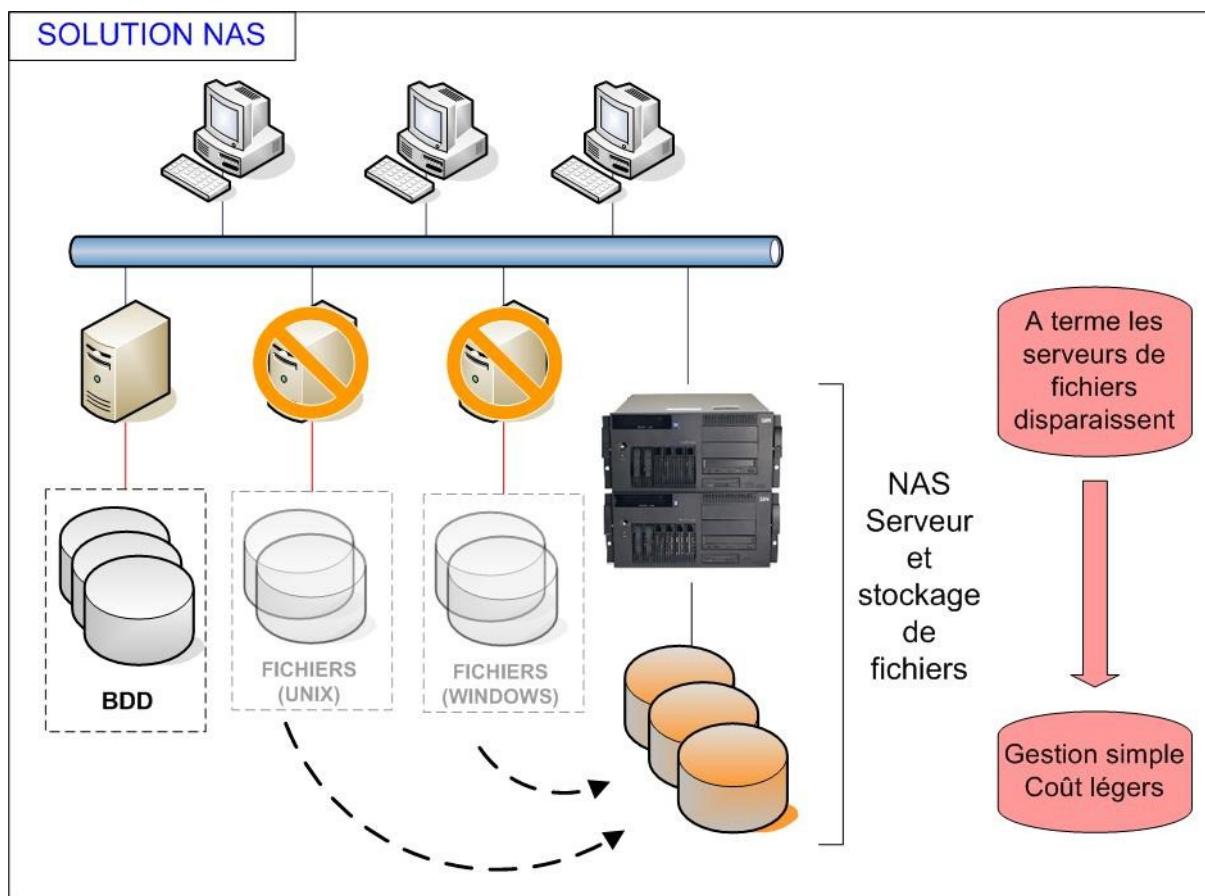 SOLUTION NAS
BDD
FICHIERS
(UNIX)
FICHIERS
(WINDOWS)
NAS
Serveur
et
stockage
de
fichiers
A terme les
serveurs de
fichiers
disparaissent
Gestion simple
Coût légers